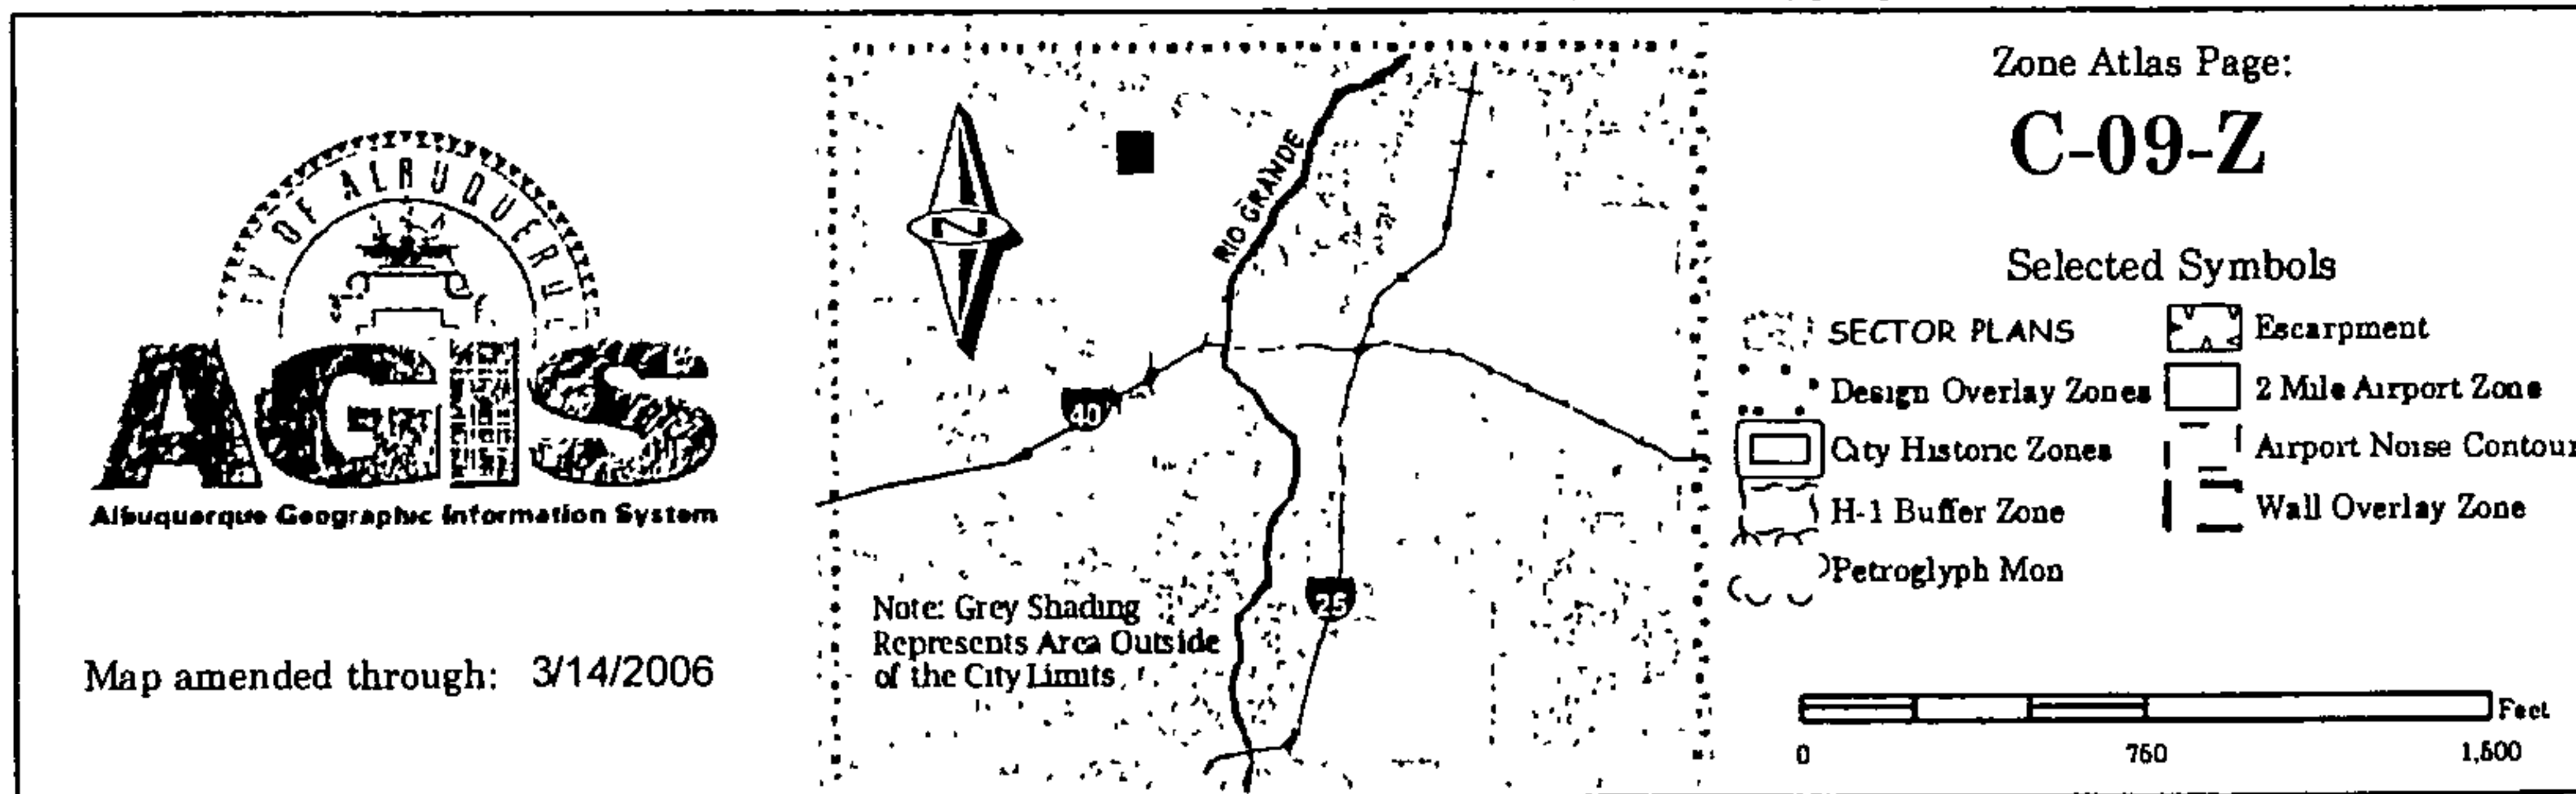 TY OF ALBUQUERQU
AGIS
Albuquerque Geographic Information System
Map amended through: 3/14/2006
N
RIO GRANDE
40
25
Note: Grey Shading
Represents Area Outside
of the City Limits
Zone Atlas Page:
C-09-Z
Selected Symbols
SECTOR PLANS
Design Overlay Zones
City Historic Zones
H-1 Buffer Zone
Petroglyph Mon
Escarpment
2 Mile Airport Zone
Airport Noise Contour
Wall Overlay Zone
Feet
0 750 1,500